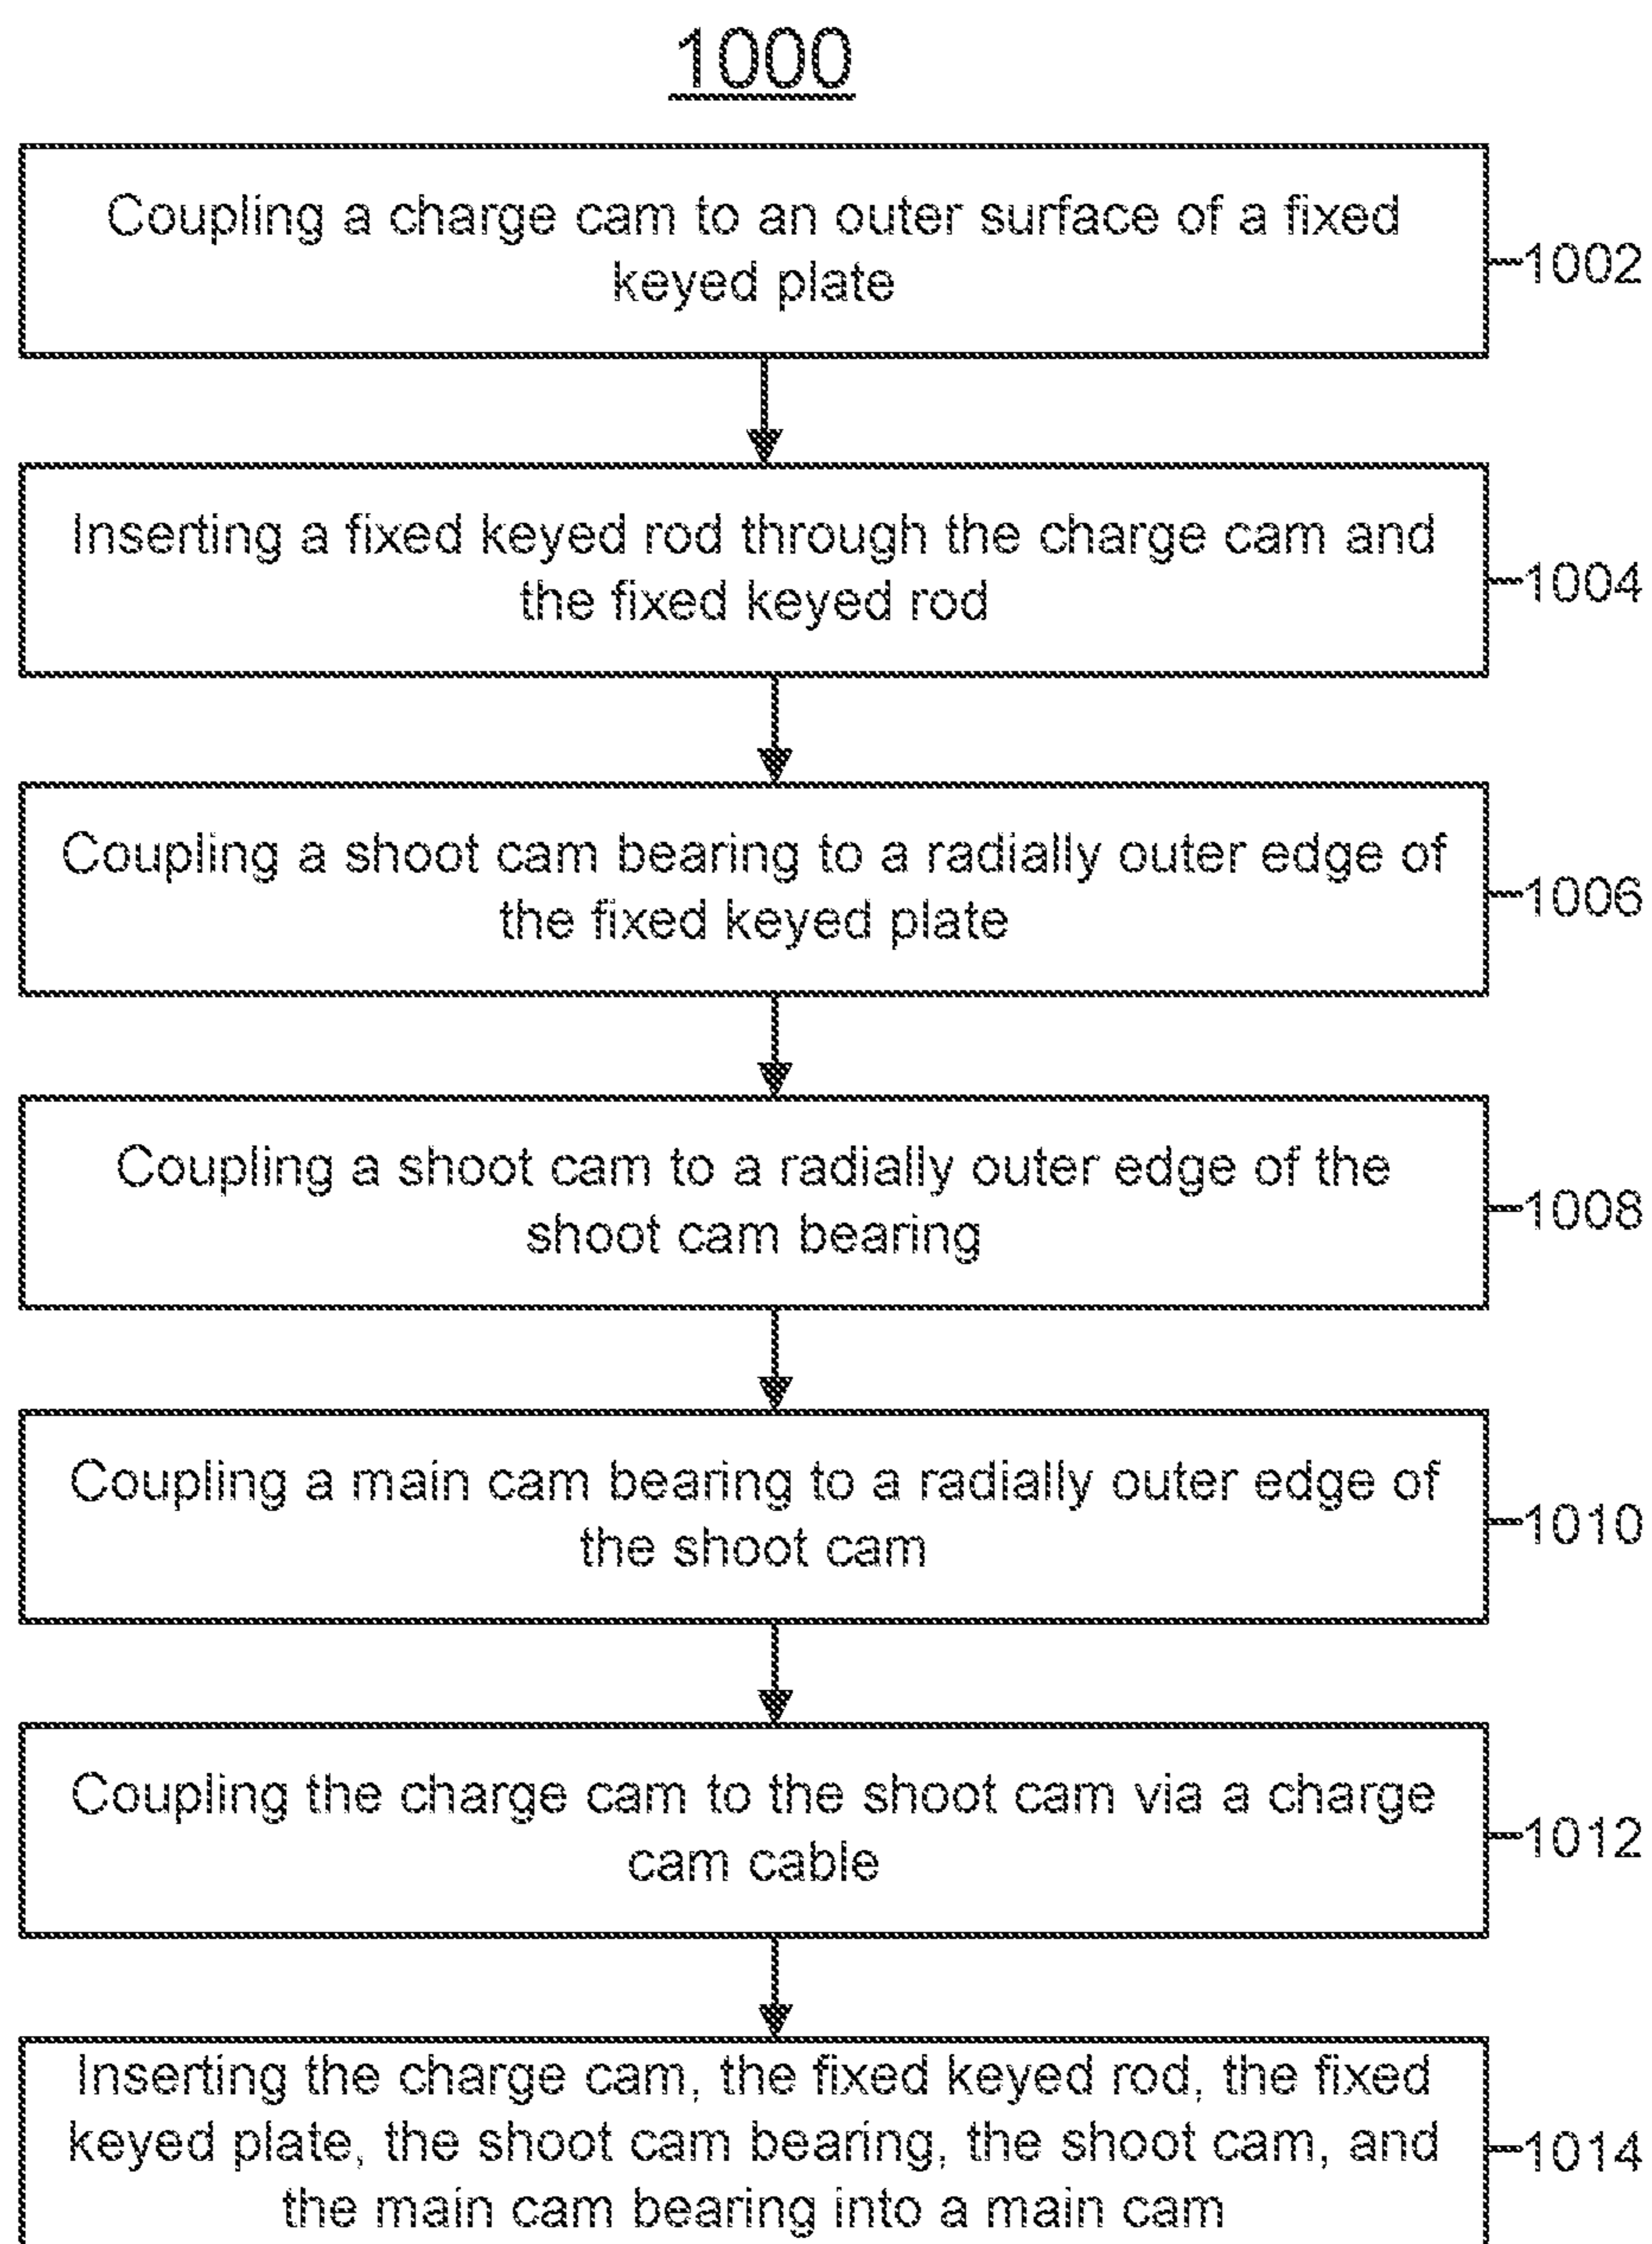 1000
Coupling a charge cam to an outer surface of a fixed
keyed plate
1002
Inserting a fixed keyed rod through the charge cam and
the fixed keyed rod
1004
Coupling a shoot cam bearing to a radially outer edge of
the fixed keyed plate
1006
Coupling a shoot cam to a radially outer edge of the
shoot cam bearing
1008
Coupling a main cam bearing to a radially outer edge of
the shoot cam
1010
Coupling the charge cam to the shoot cam via a charge
cam cable
1012
Inserting the charge cam, the fixed keyed rod, the fixed
keyed plate, the shoot cam bearing, the shoot cam, and
the main cam bearing into a main cam
1014